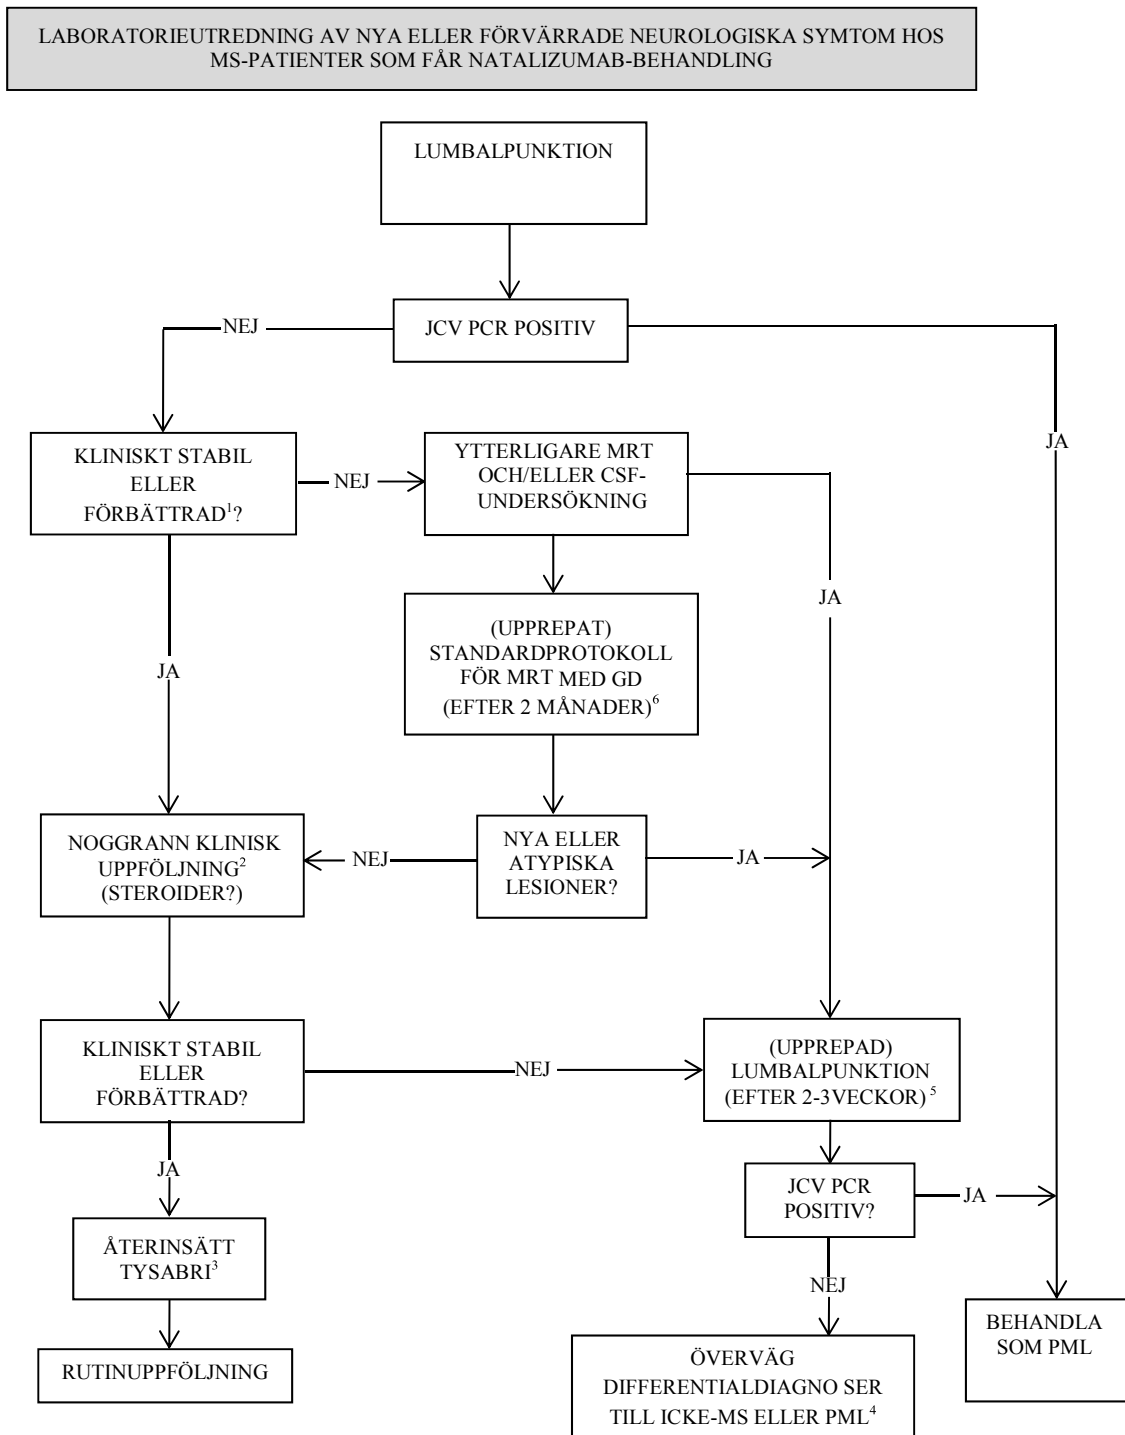 LABORATORIEUTREDNING AV NYA ELLER FÖRVÄRRADE NEUROLOGISKA SYMTOM HOS
MS-PATIENTER SOM FÅR NATALIZUMAB-BEHANDLING
LUMBALPUNKTION
JCV PCR POSITIV
NEJ
JA
KLINISKT STABIL
ELLER
FÖRBÄTTRAD¹?
NEJ
YTTERLIGARE MRT
OCH/ELLER CSF-
UNDERSÖKNING
JA
JA
(UPPREPAT)
STANDARDPROTOKOLL
FÖR MRT MED GD
(EFTER 2 MÅNADER)⁶
NOGGRANN KLINISK
UPPFÖLJNING²
(STEROIDER?)
NEJ
NYA ELLER
ATYPISKA
LESIONER?
JA
KLINISKT STABIL
ELLER
FÖRBÄTTRAD?
NEJ
(UPPREPAD)
LUMBALPUNKTION
(EFTER 2-3VECKOR) ⁵
JA
JCV PCR
POSITIV?
JA
ÅTERINSÄTT
TYSABRI³
NEJ
BEHANDLA
SOM PML
RUTINUPPFÖLJNING
ÖVERVÄG
DIFFERENTIALDIAGNO SER
TILL ICKE-MS ELLER PML⁴